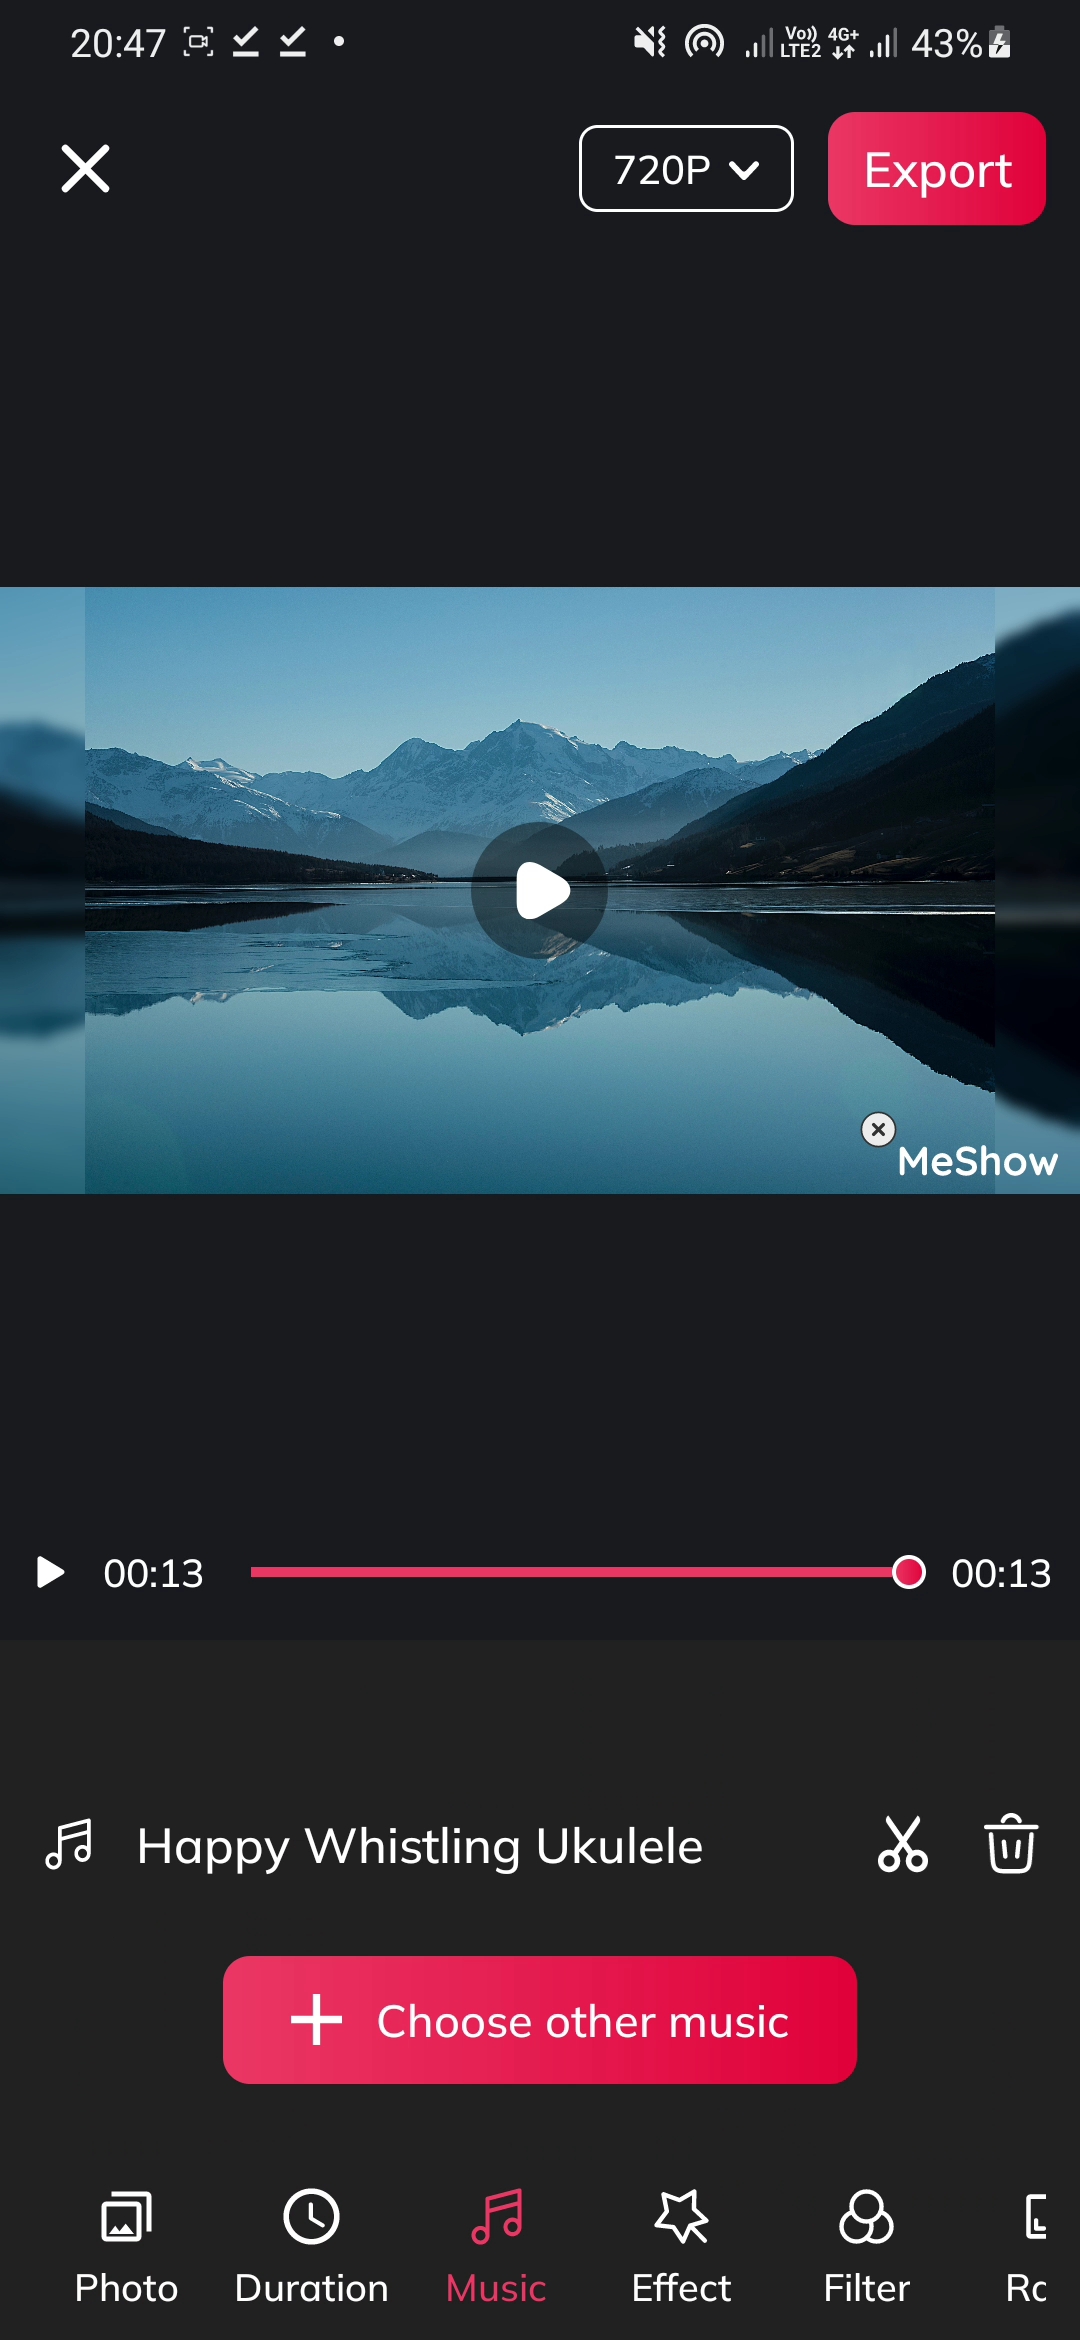 20:47 Vo)) LTE2 4G+ 43%
720P Export
MeShow
00:13 00:13
Happy Whistling Ukulele
Choose other music
Photo Duration Music Effect Filter